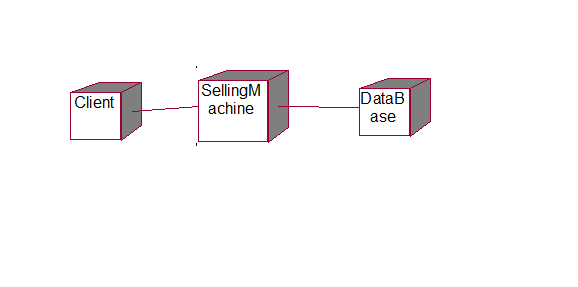 Client
SellingM
achine
DataB
ase